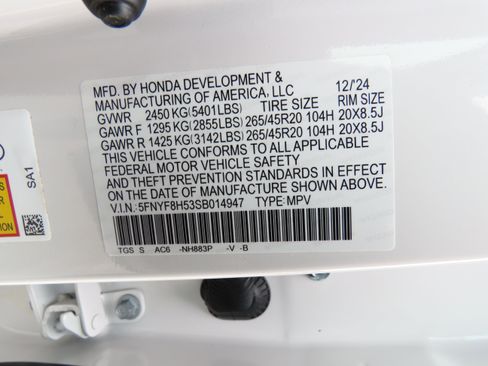 MFD. BY HONDA DEVELOPMENT &
MANUFACTURING OF AMERICA, LLC 12/'24
GVWR 2450 KG(5401LBS) TIRE SIZE RIM SIZE
GAWR F 1295 KG(2855LBS) 265/45R20 104H 20X8.5J
GAWR R 1425 KG(3142LBS) 265/45R20 104H 20X8.5J
THIS VEHICLE CONFORMS TO ALL APPLICABLE
FEDERAL MOTOR VEHICLE SAFETY
AND THEFT PREVENTION STANDARDS IN EFFECT
ON THE DATE OF MANUFACTURE SHOWN ABOVE.
V.I.N.: 5FNYF8H53SB014947 TYPE: MPV
TGS S AC6 -NH883P -V -B
SA1